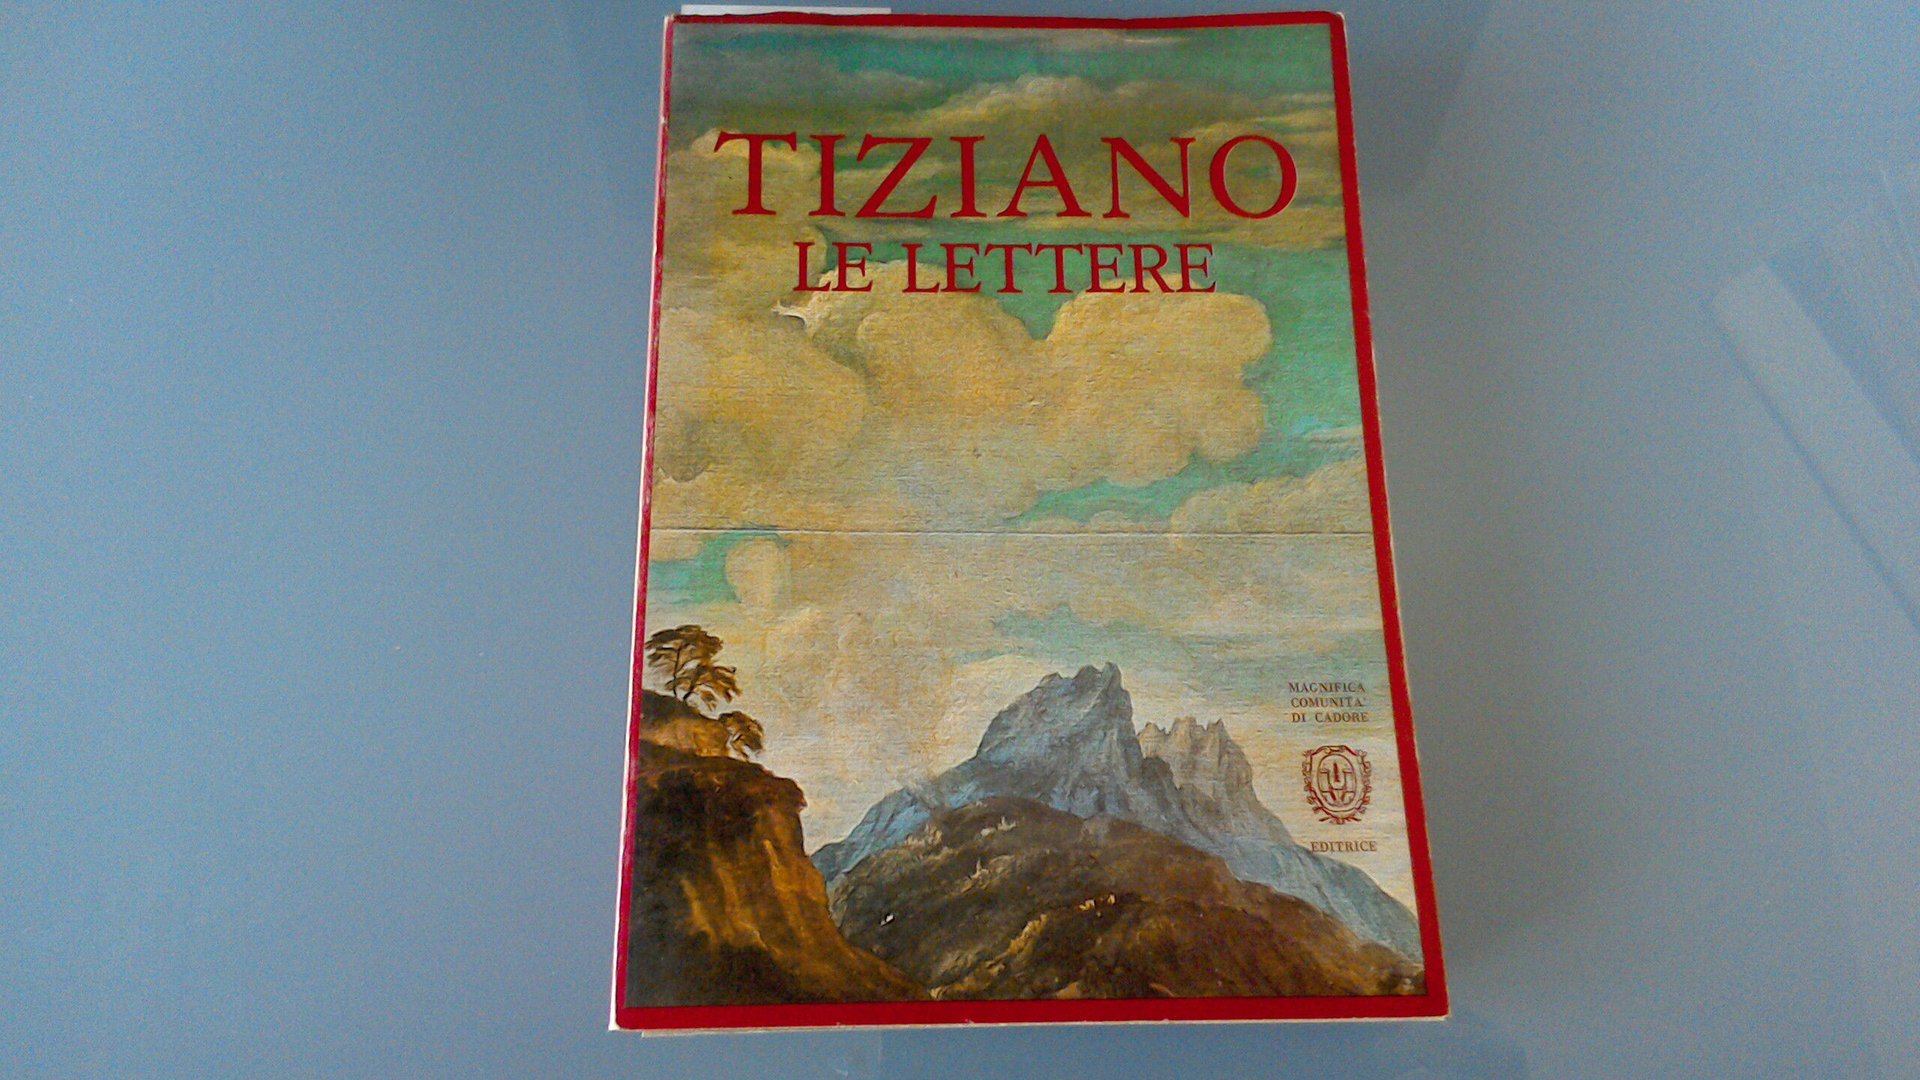 TIZIANO
LE LETTERE
MAGNIFICA
COMUNITA'
DI CADORE
EDITRICE